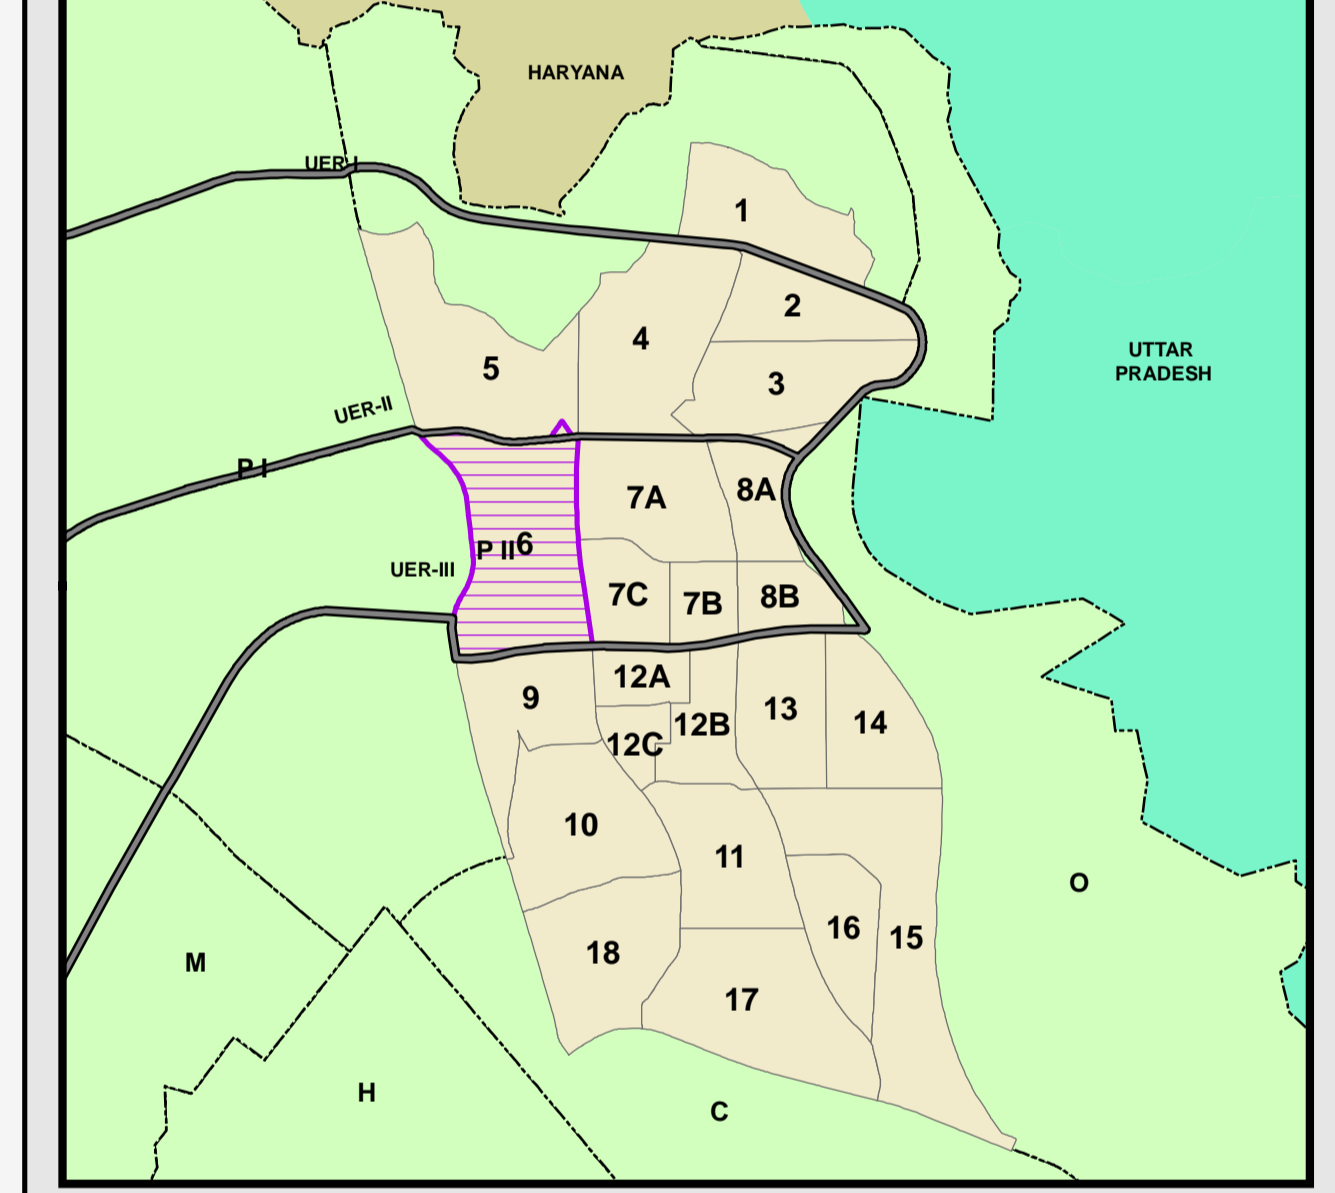 HARYANA
UER-I
1
2
4
UTTAR
PRADESH
5
3
UER-II
P I
7A
8A
P II
6
UER-III
7C
7B
8B
12A
9
13
14
12B
12C
10
11
O
16
15
18
M
17
H
C